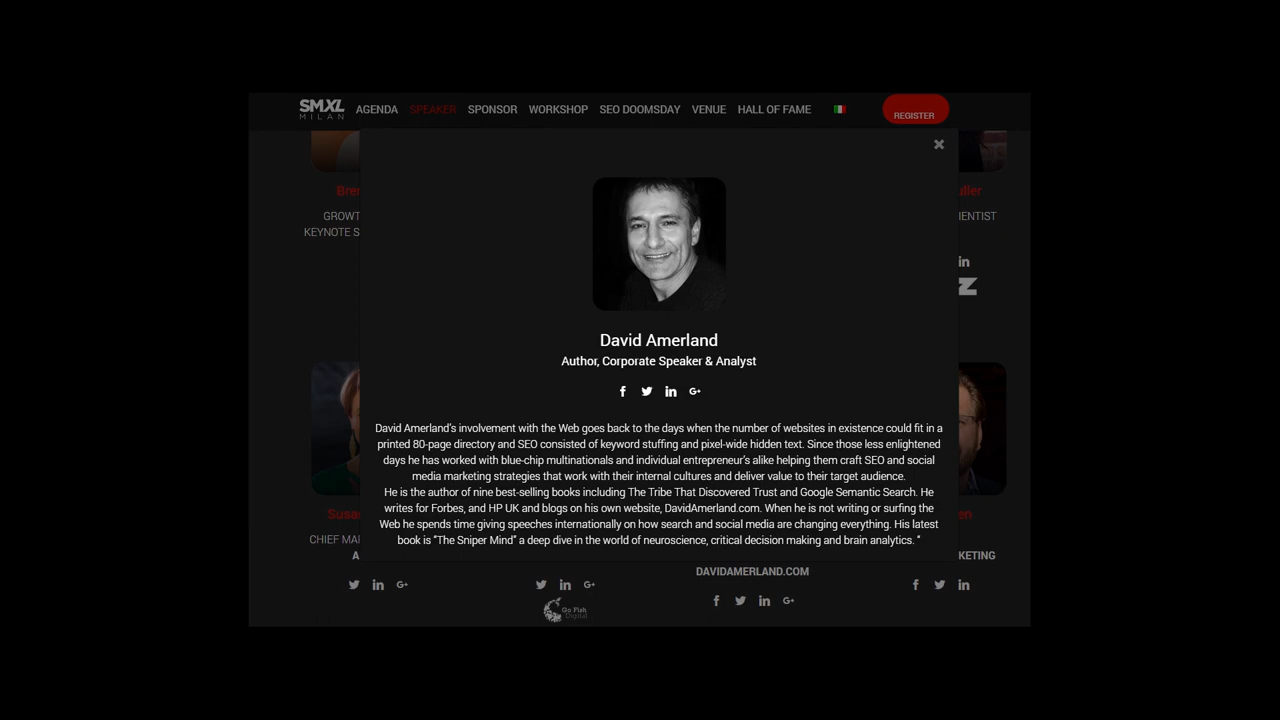 SMXL
MILAN
AGENDA SPEAKER SPONSOR WORKSHOP SEO DOOMSDAY VENUE HALL OF FAME
REGISTER
David Amerland
Author, Corporate Speaker & Analyst
David Amerland's involvement with the Web goes back to the days when the number of websites in existence could fit in a
printed 80-page directory and SEO consisted of keyword stuffing and pixel-wide hidden text. Since those less enlightened
days he has worked with blue-chip multinationals and individual entrepreneur's alike helping them craft SEO and social
media marketing strategies that work with their internal cultures and deliver value to their target audience.
He is the author of nine best-selling books including The Tribe That Discovered Trust and Google Semantic Search. He
writes for Forbes, and HP UK and blogs on his own website, DavidAmerland.com. When he is not writing or surfing the
Web he spends time giving speeches internationally on how search and social media are changing everything. His latest
book is "The Sniper Mind" a deep dive in the world of neuroscience, critical decision making and brain analytics. "
Brer
GROWT
KEYNOTE S
uller
IENTIST
in
Z
Susa
CHIEF MAR
A
en
KETING
DAVIDAMERLAND.COM
Go Fish
Digital